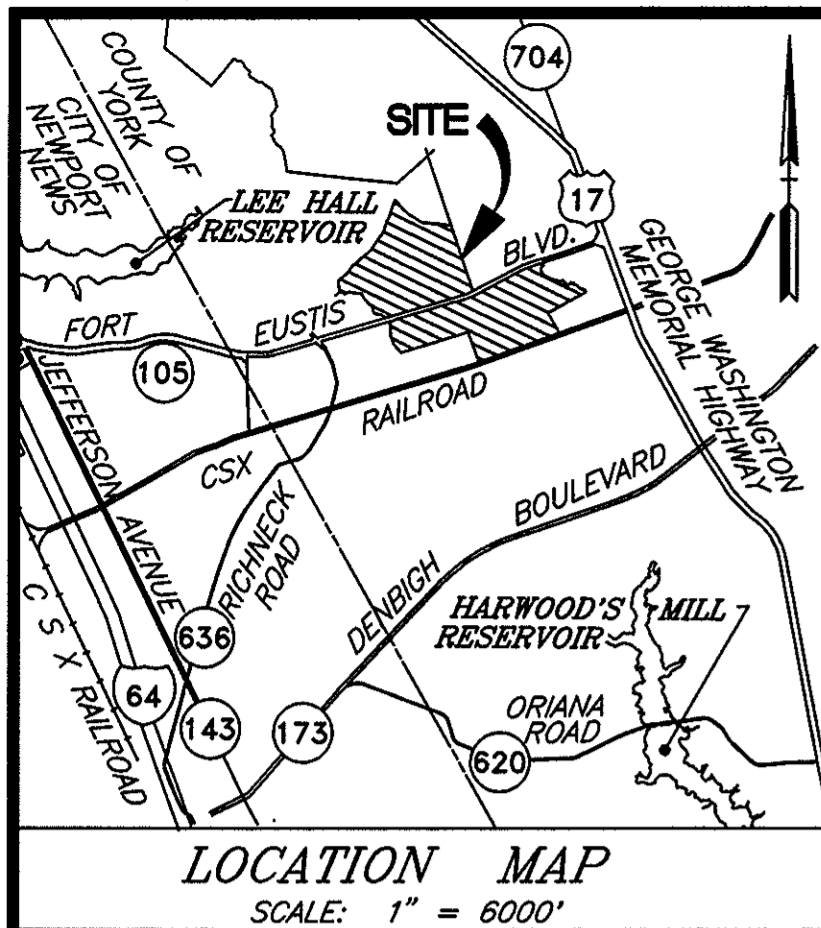 COUNTY OF
YORK
CITY OF
NEWPORT
NEWS
704
SITE
17
LEE HALL
RESERVOIR
BLVD.
GEORGE WASHINGTON
MEMORIAL HIGHWAY
FORT
EUSTIS
105
JEFFERSON AVENUE
RAILROAD
CSX
BOULEVARD
RICHNECK
ROAD
DENBIGH
HARWOOD'S MILL
RESERVOIR
CSX RAILROAD
636
64
143
173
ORIANA
ROAD
620
LOCATION MAP
SCALE: 1" = 6000'